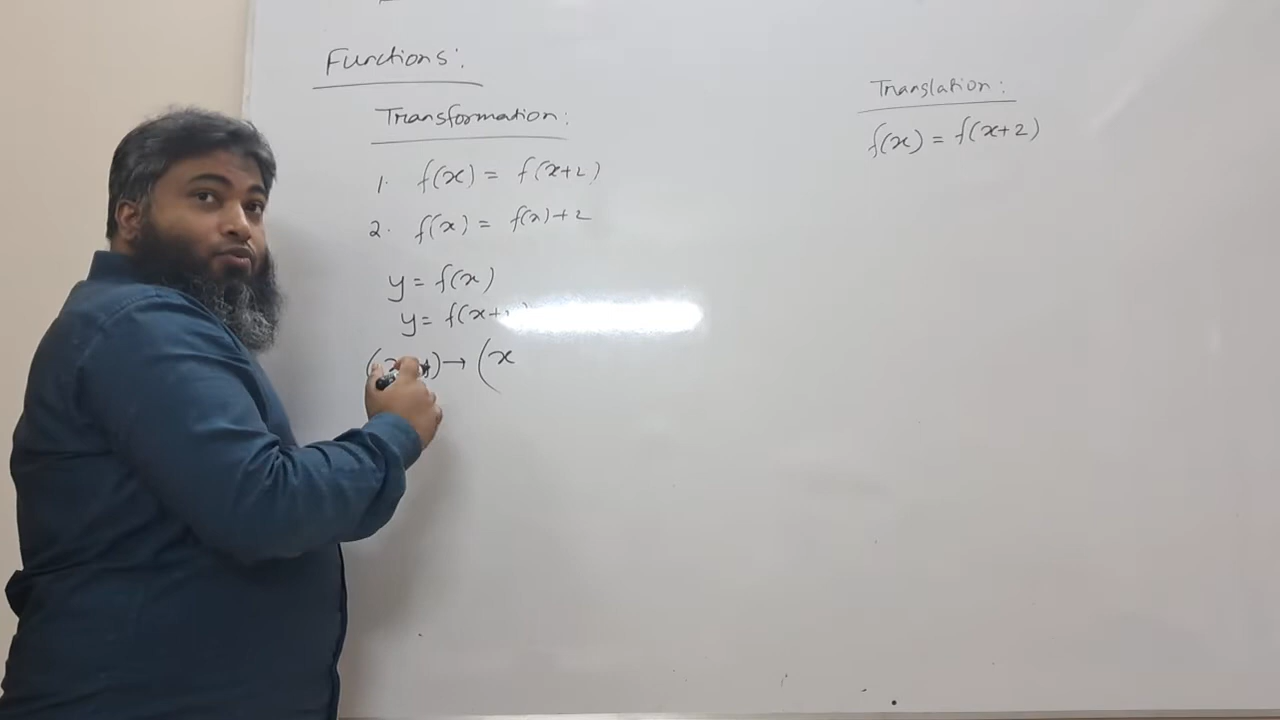 Functions:
Transformation:
1. f(x) = f(x+2)
2. f(x) = f(x)+2
y = f(x)
y = f(x+
→ (x
Translation:
f(x) = f(x+2)